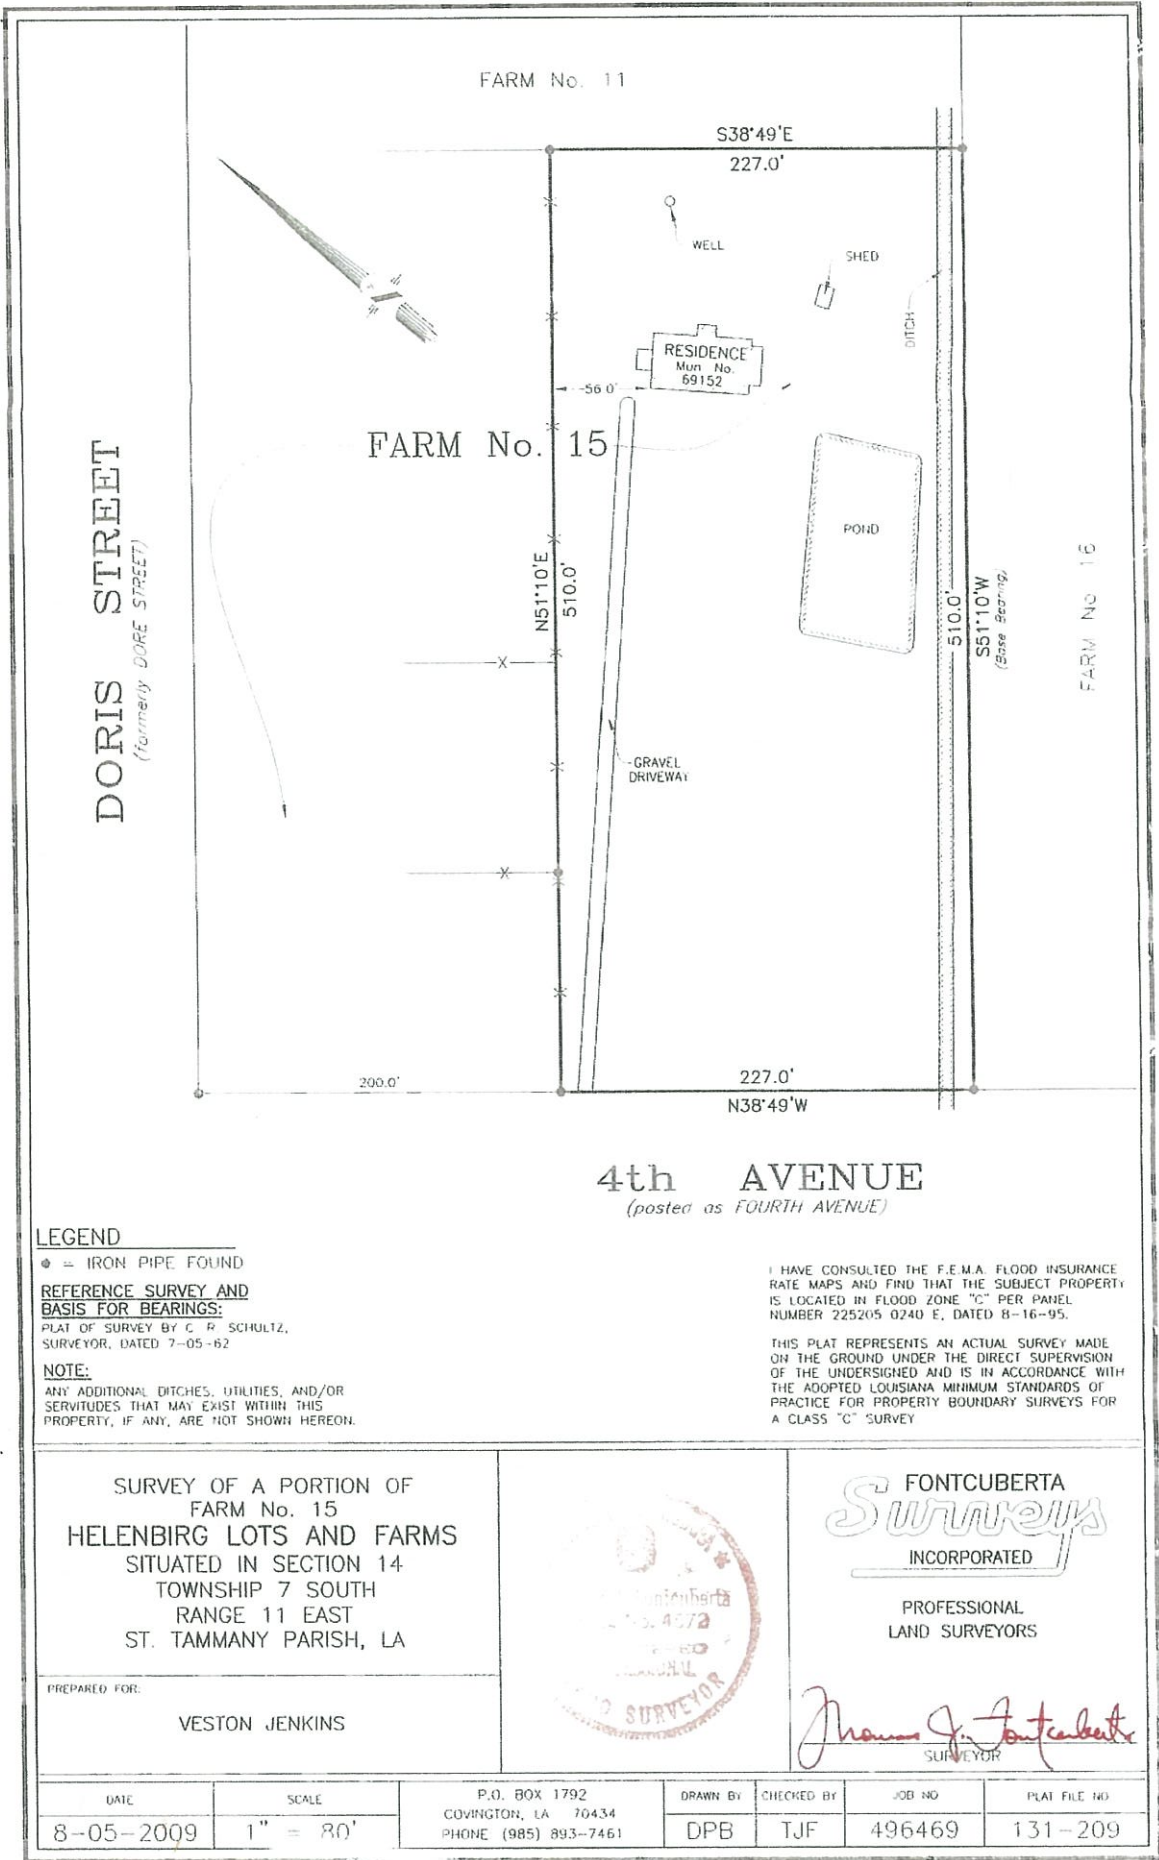 FARM No. 11
S38°49'E
227.0'
WELL
SHED
DITCH
RESIDENCE
Mun No.
69152
56.0'
FARM No. 15
DORIS STREET
(formerly DORE STREET)
N51°10'E
510.0'
POND
510.0'
S51°10'W
(Base Bearing)
FARM No 16
GRAVEL
DRIVEWAY
200.0'
227.0'
N38°49'W
4th AVENUE
(posted as FOURTH AVENUE)
LEGEND
= IRON PIPE FOUND
REFERENCE SURVEY AND
BASIS FOR BEARINGS:
PLAT OF SURVEY BY C. R. SCHULTZ,
SURVEYOR, DATED 7-05-62
NOTE:
ANY ADDITIONAL DITCHES, UTILITIES, AND/OR
SERVITUDES THAT MAY EXIST WITHIN THIS
PROPERTY, IF ANY, ARE NOT SHOWN HEREON.
I HAVE CONSULTED THE F.E.M.A. FLOOD INSURANCE
RATE MAPS AND FIND THAT THE SUBJECT PROPERTY
IS LOCATED IN FLOOD ZONE "C" PER PANEL
NUMBER 225205 0240 E, DATED 8-16-95.
THIS PLAT REPRESENTS AN ACTUAL SURVEY MADE
ON THE GROUND UNDER THE DIRECT SUPERVISION
OF THE UNDERSIGNED AND IS IN ACCORDANCE WITH
THE ADOPTED LOUISIANA MINIMUM STANDARDS OF
PRACTICE FOR PROPERTY BOUNDARY SURVEYS FOR
A CLASS "C" SURVEY
SURVEY OF A PORTION OF
FARM No. 15
HELENBIRG LOTS AND FARMS
SITUATED IN SECTION 14
TOWNSHIP 7 SOUTH
RANGE 11 EAST
ST. TAMMANY PARISH, LA
PREPARED FOR:
VESTON JENKINS
SURVEYOR
FONTCUBERTA
Surveys
INCORPORATED
PROFESSIONAL
LAND SURVEYORS
Thomas J. Fontcuberta
SURVEYOR
DATE
8-05-2009
SCALE
1" = 80'
P.O. BOX 1792
COVINGTON, LA 70434
PHONE (985) 893-7461
DRAWN BY
DPB
CHECKED BY
TJF
JOB NO
496469
PLAT FILE NO
131-209